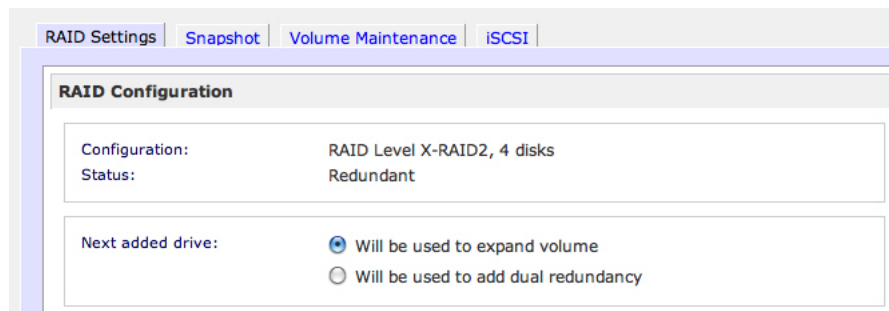 RAID Settings Snapshot Volume Maintenance iSCSI
RAID Configuration
Configuration: RAID Level X-RAID2, 4 disks
Status: Redundant
Next added drive: Will be used to expand volume
Will be used to add dual redundancy